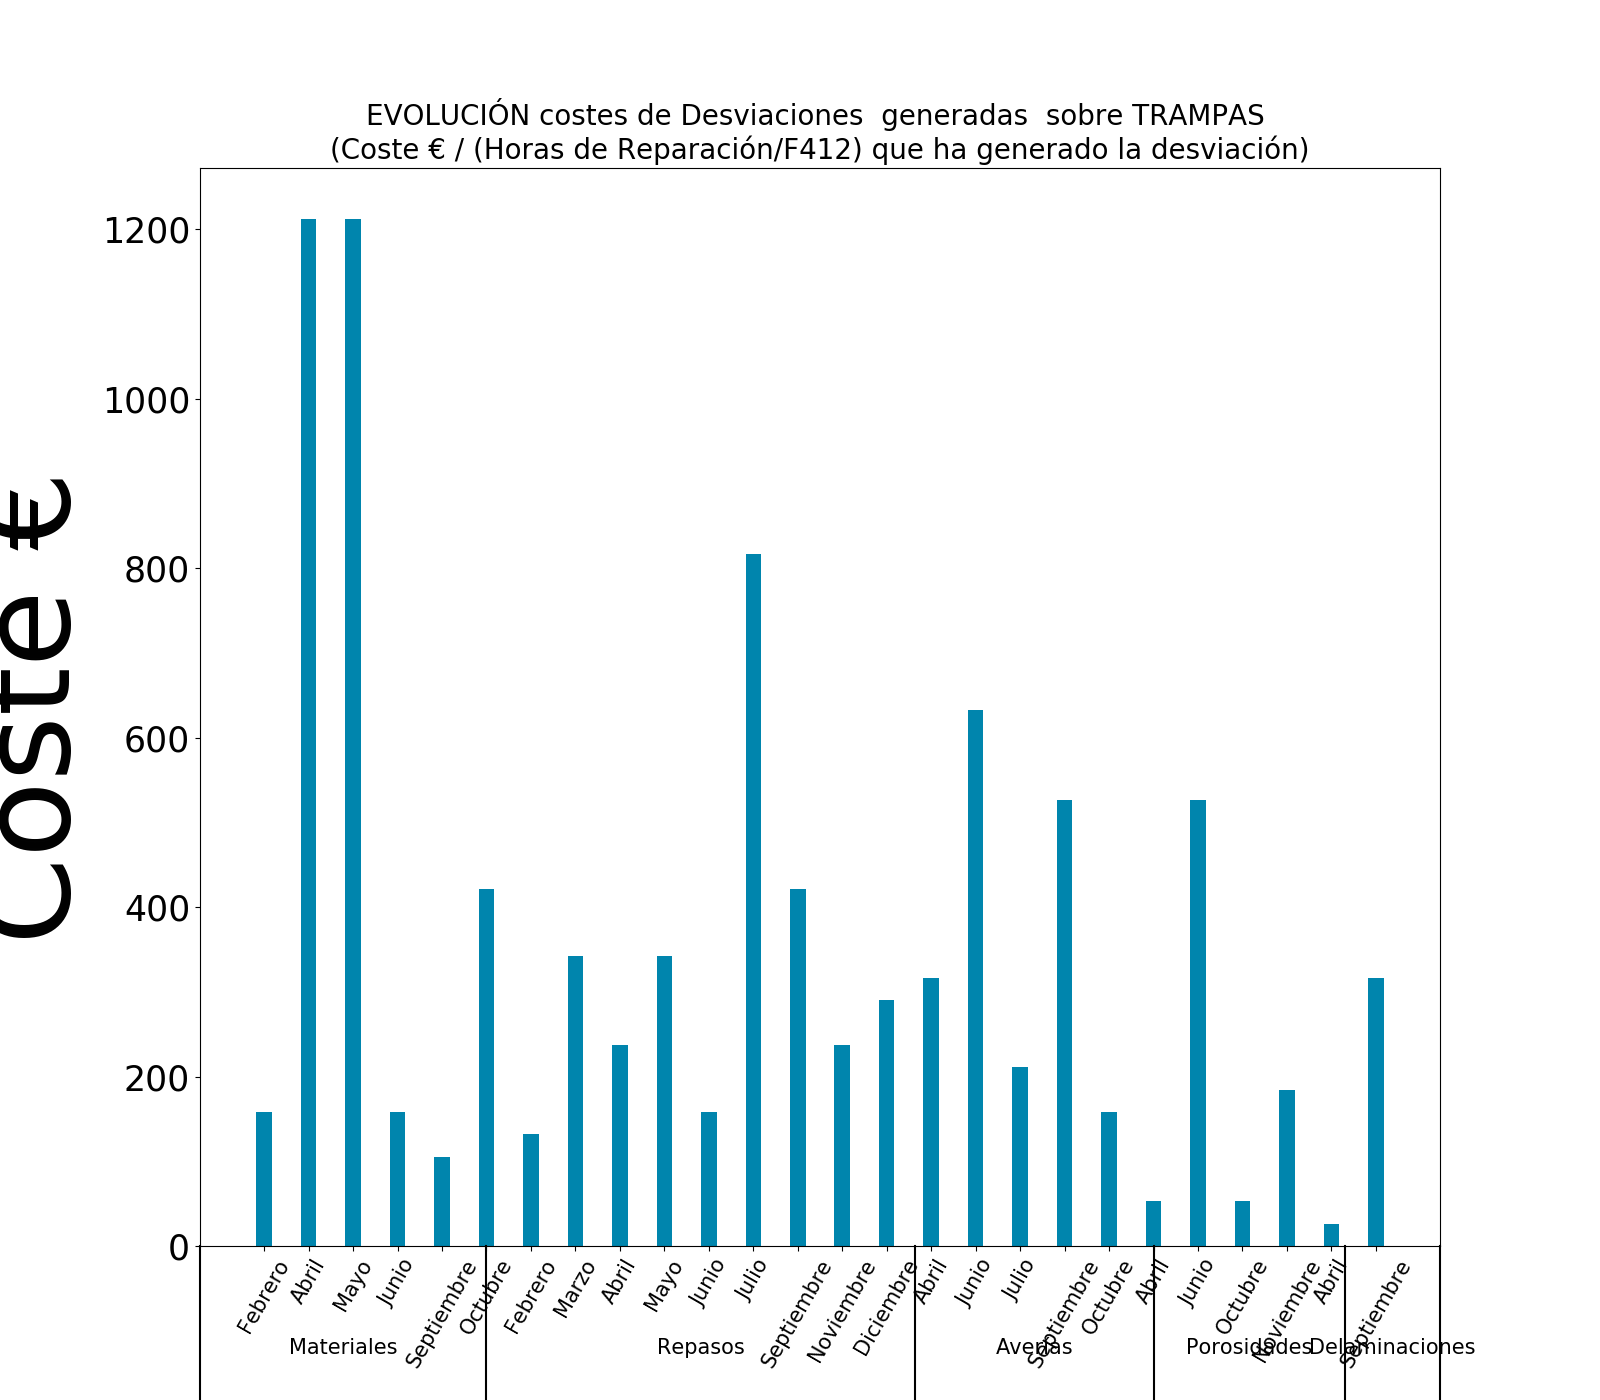 EVOLUCIÓN costes de Desviaciones generadas sobre TRAMPAS
(Coste € / (Horas de Reparación/F412) que ha generado la desviación)
Coste €
1200
1000
800
600
400
200
0
Febrero Abril Mayo Junio Septiembre Octubre Febrero Marzo Abril Mayo Junio Julio Septiembre Noviembre Diciembre Abril Junio Julio Septiembre Octubre Abril Junio Octubre Noviembre Abril Septiembre
Materiales Repasos Averias Porosidades Delaminaciones